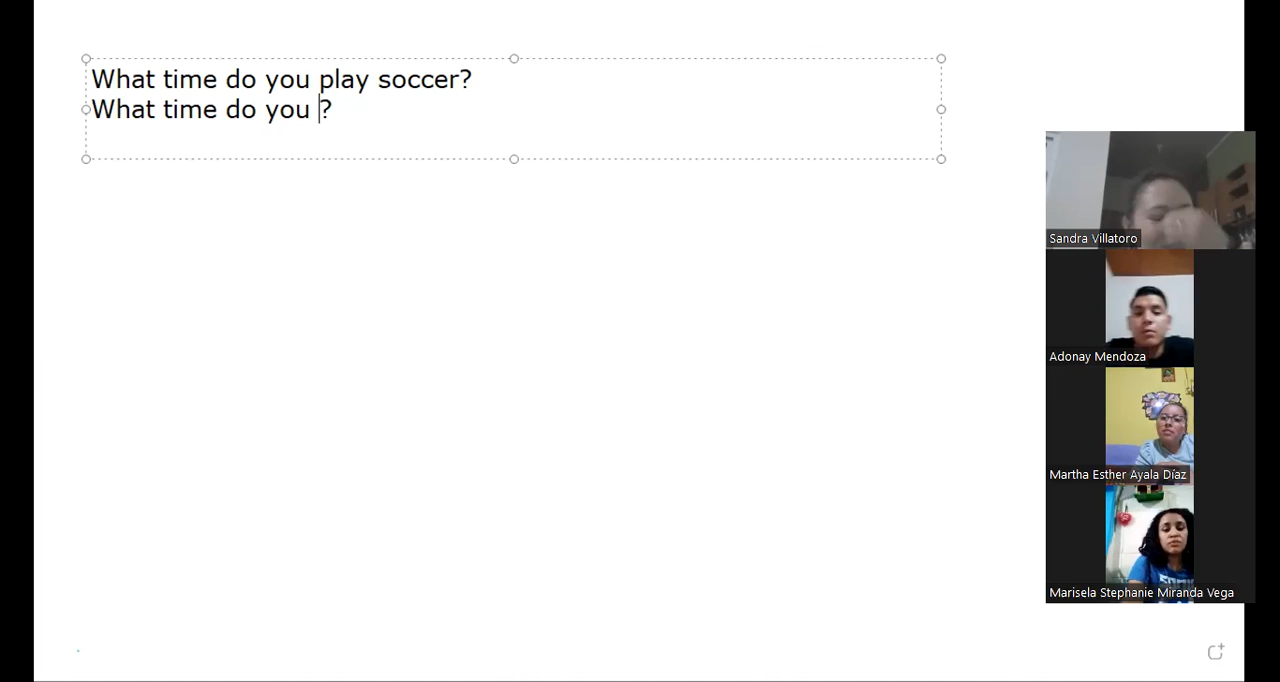 What time do you play soccer?
What time do you ?
Sandra Villatoro
Adonay Mendoza
Martha Esther Ayala Díaz
Marisela Stephanie Miranda Vega